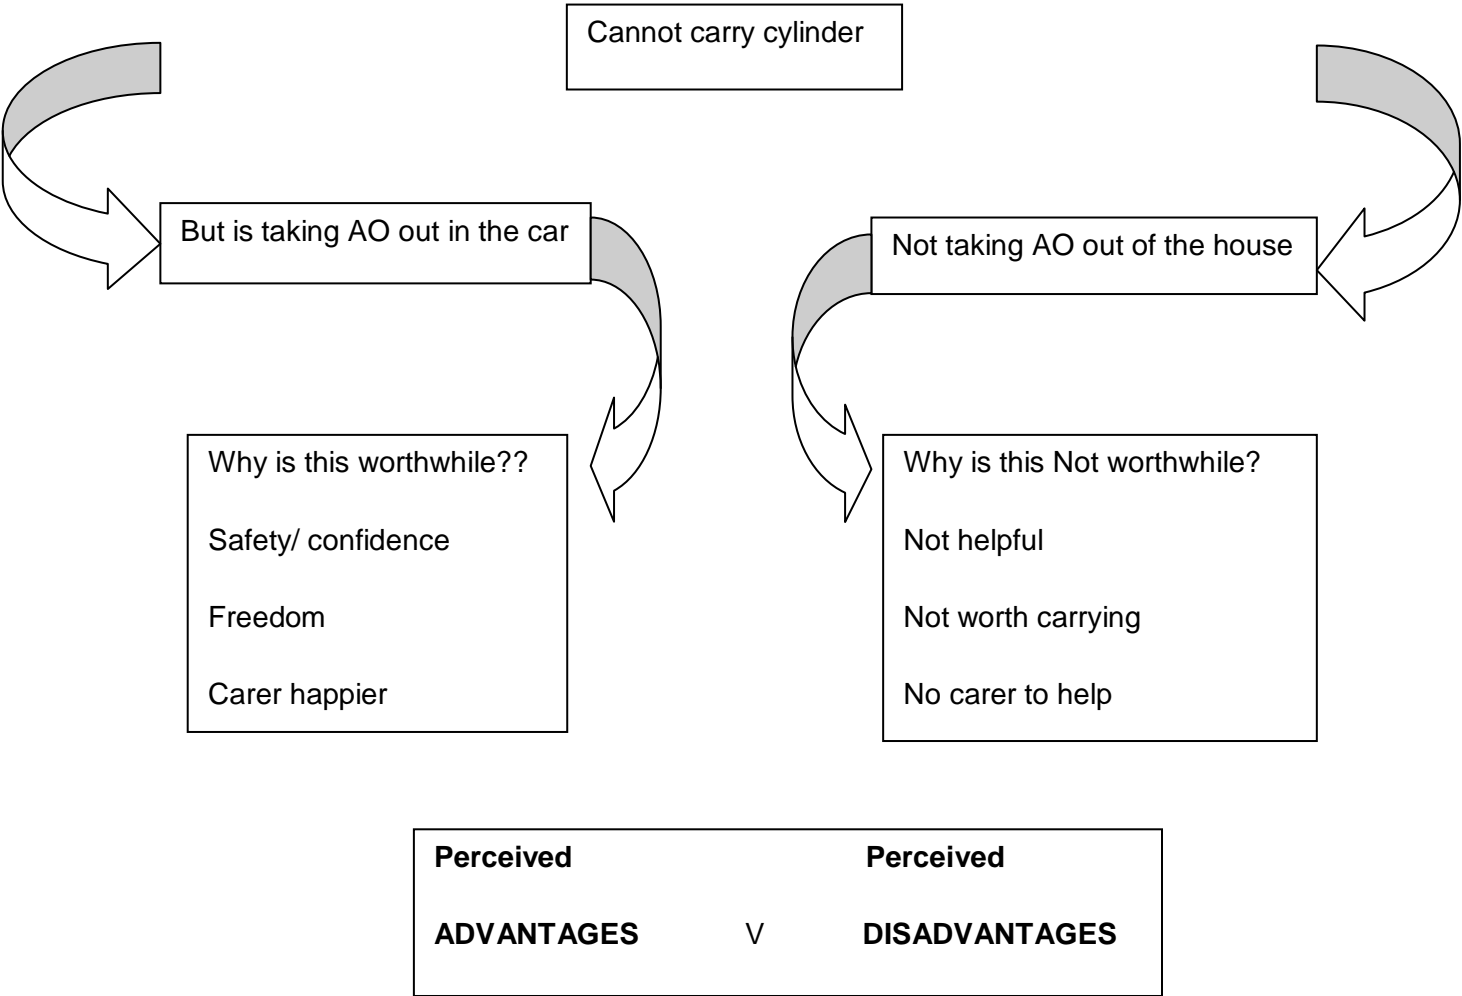 Cannot carry cylinder
But is taking AO out in the car
Not taking AO out of the house
Why is this worthwhile??
Safety/ confidence
Freedom
Carer happier
Why is this Not worthwhile?
Not helpful
Not worth carrying
No carer to help
Perceived Perceived
ADVANTAGES V DISADVANTAGES